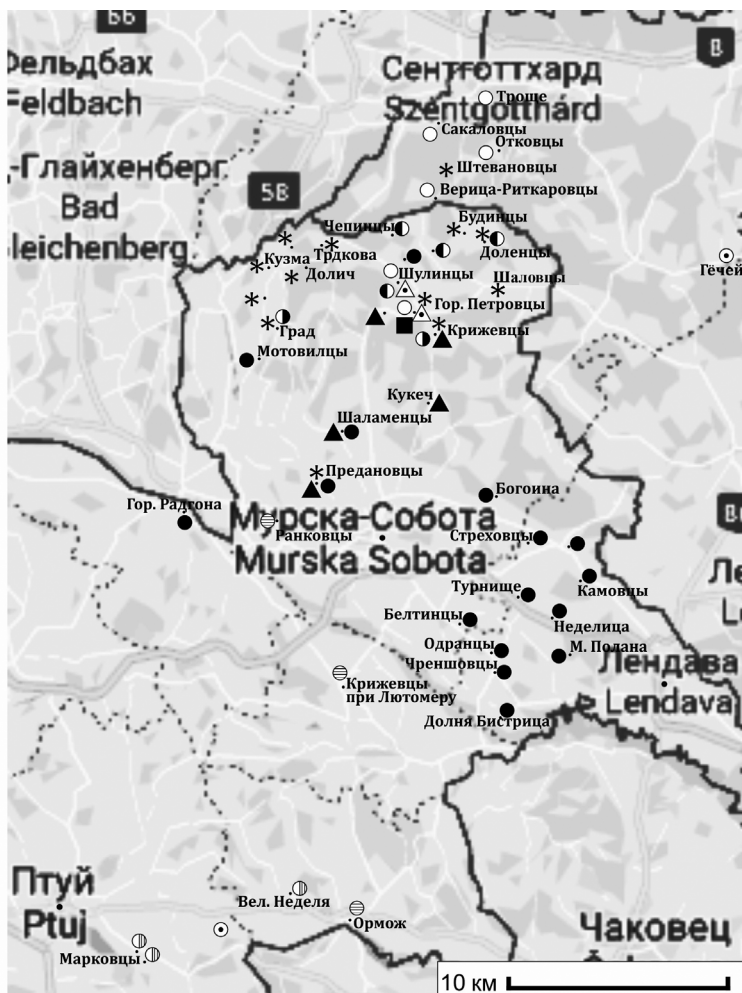 66
8
Фельдбах
Feldbach
Сентготтхард
Szentgotthárd
Троше
Сакаловцы
Отковцы
Штевановцы
Верица-Риткаровцы
-Глайхенберг
Bad
leichenberg
58
Чепинцы
Будинцы
Доленцы
Кузма
Трдкова
Долич
Шулинцы
Шаловцы
Гёчей
Гор. Петровцы
Град
Крижевцы
Мотовилцы
Кукеч
Шаламенцы
Предановцы
Гор. Радгона
Богоина
Мурска-Собота
Ранковцы
Murska Sobota
Стреховцы
Турнище
Камовцы
Белтинцы
Неделица
Одранцы
М. Полана
Чреншовцы
Лендава
Lendava
Крижевцы
при Лютомеру
Долня Бистрица
Птуй
Ptuj
Вел. Неделя
Ормож
Марковцы
Чаковец
10 км